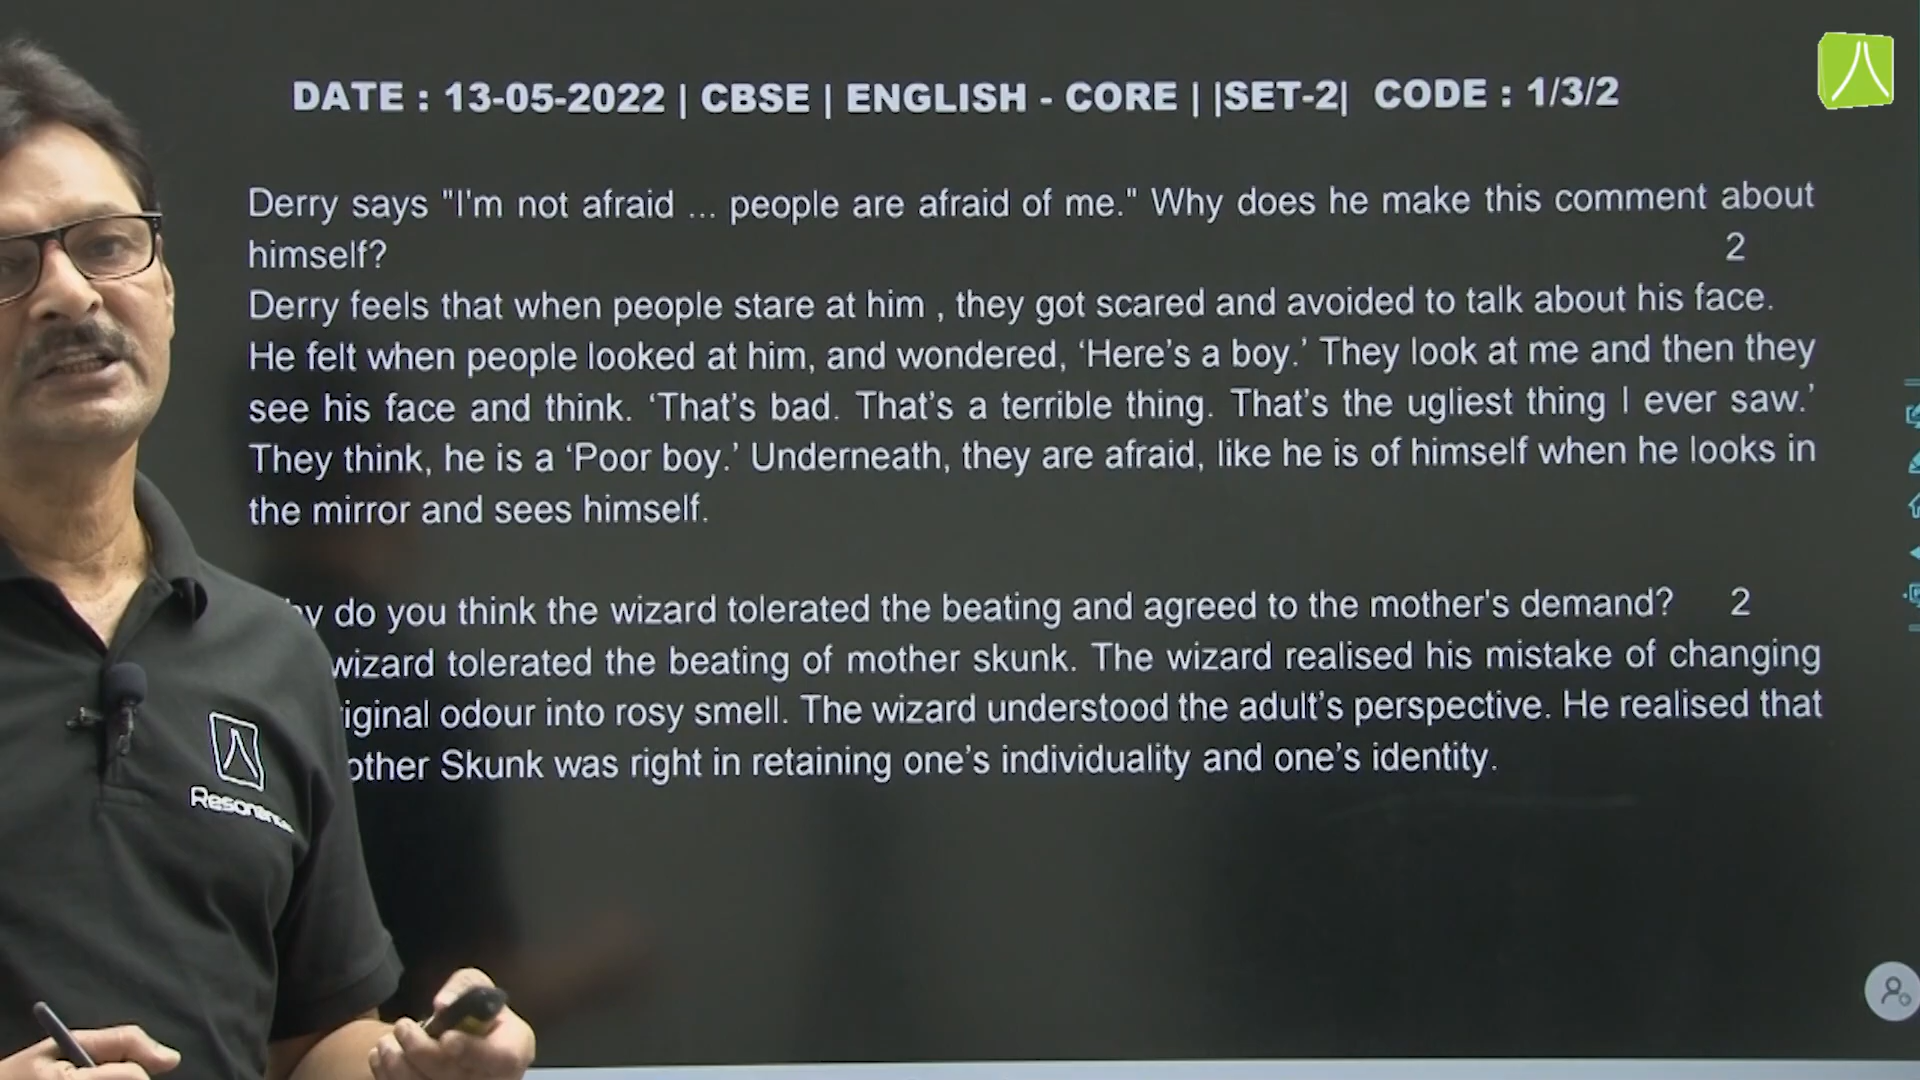 DATE : 13-05-2022 | CBSE | ENGLISH - CORE | |SET-2| CODE : 1/3/2
Derry says "I'm not afraid ... people are afraid of me." Why does he make this comment about
himself? 2
Derry feels that when people stare at him , they got scared and avoided to talk about his face.
He felt when people looked at him, and wondered, ‘Here’s a boy.’ They look at me and then they
see his face and think. ‘That’s bad. That’s a terrible thing. That’s the ugliest thing I ever saw.’
They think, he is a ‘Poor boy.’ Underneath, they are afraid, like he is of himself when he looks in
the mirror and sees himself.
do you think the wizard tolerated the beating and agreed to the mother's demand? 2
wizard tolerated the beating of mother skunk. The wizard realised his mistake of changing
odour into rosy smell. The wizard understood the adult’s perspective. He realised that
Skunk was right in retaining one’s individuality and one’s identity.
Resonance